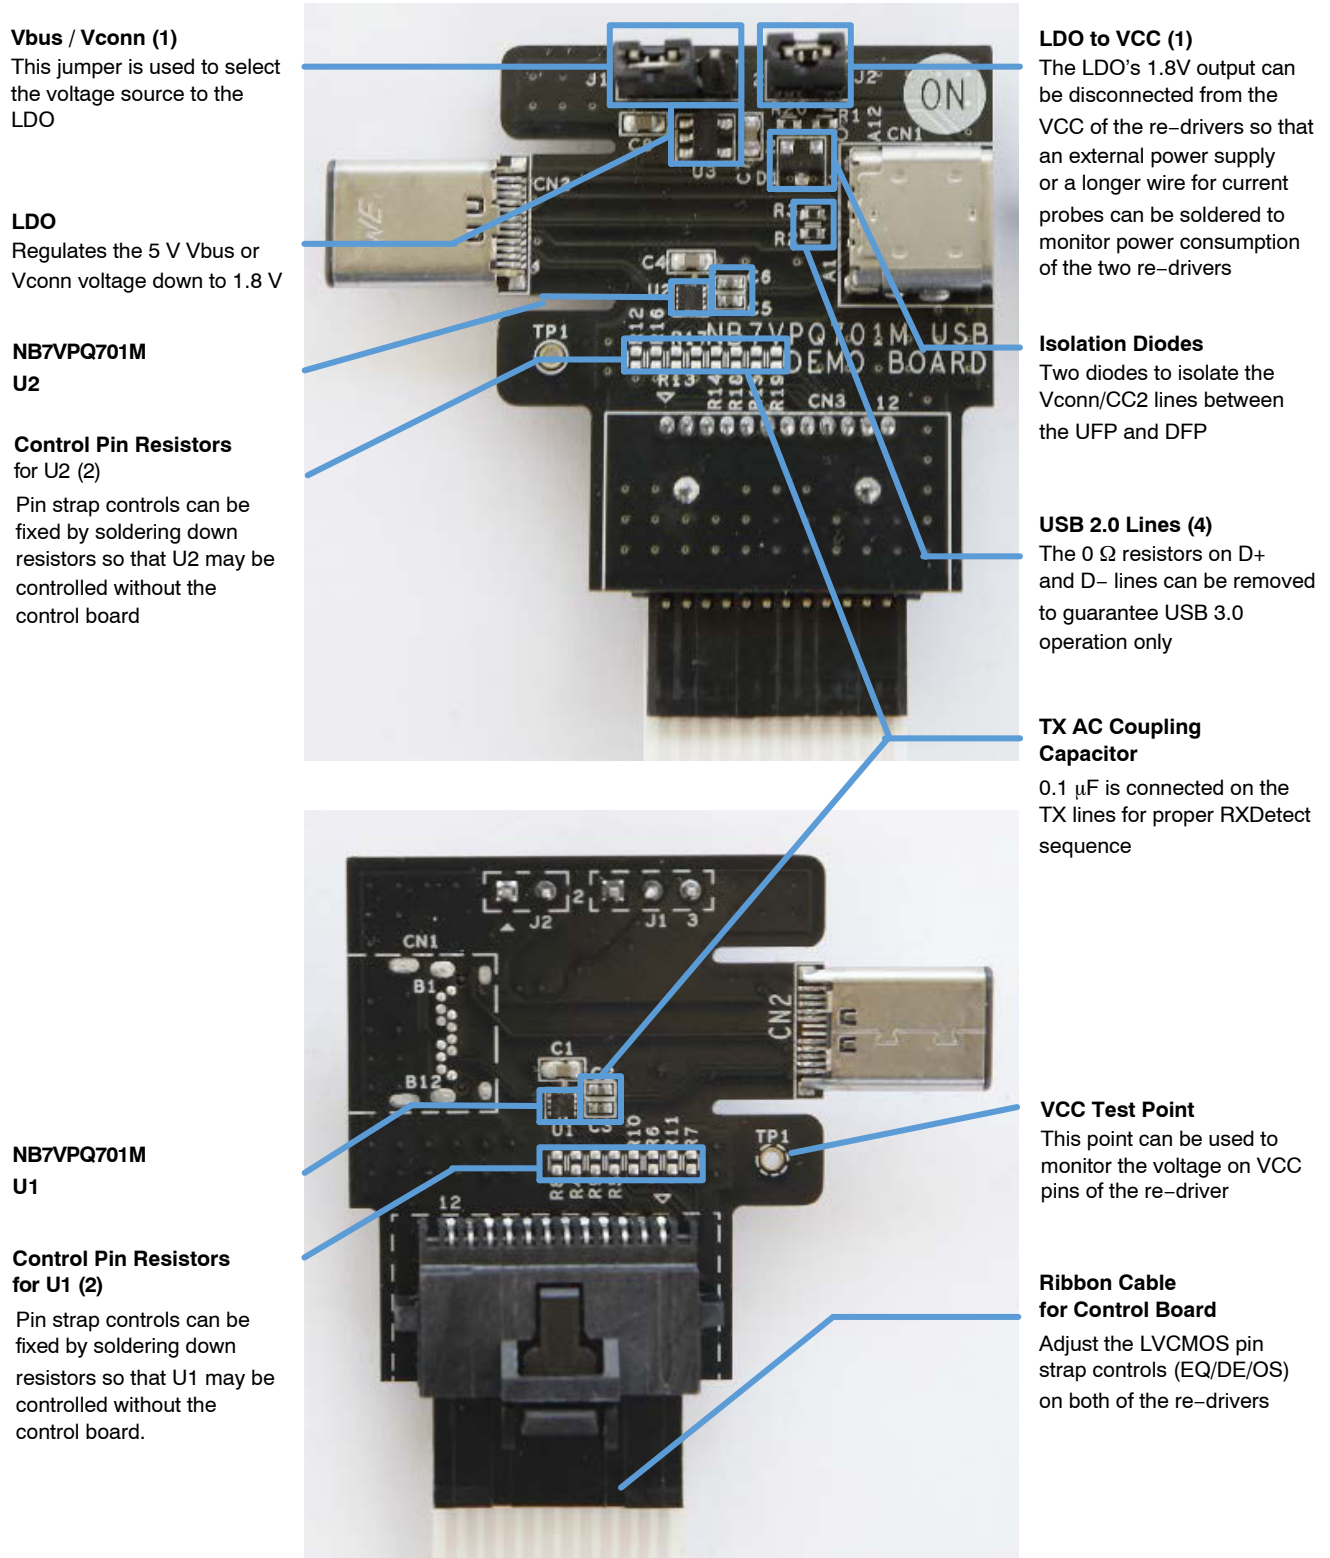 Vbus / Vconn (1)
This jumper is used to select
the voltage source to the
LDO
LDO
Regulates the 5 V Vbus or
Vconn voltage down to 1.8 V
NB7VPQ701M
U2
Control Pin Resistors
for U2 (2)
Pin strap controls can be
fixed by soldering down
resistors so that U2 may be
controlled without the
control board
J1
J2
ON
R1
A12
CN1
U3
D1
CN2
R3
R2
A1
C4
C6
U2
C5
TP1
NB7VPQ701M USB
DEMO BOARD
12
16
R13
R14
R18
R19
CN3
12
LDO to VCC (1)
The LDO's 1.8V output can
be disconnected from the
VCC of the re−drivers so that
an external power supply
or a longer wire for current
probes can be soldered to
monitor power consumption
of the two re−drivers
Isolation Diodes
Two diodes to isolate the
Vconn/CC2 lines between
the UFP and DFP
USB 2.0 Lines (4)
The 0 Ω resistors on D+
and D− lines can be removed
to guarantee USB 3.0
operation only
TX AC Coupling
Capacitor
0.1 μF is connected on the
TX lines for proper RXDetect
sequence
NB7VPQ701M
U1
Control Pin Resistors
for U1 (2)
Pin strap controls can be
fixed by soldering down
resistors so that U1 may be
controlled without the
control board.
J2
2
J1
3
CN1
B1
B12
CN2
C1
U1
C3
R10
R6
R11
R7
TP1
12
VCC Test Point
This point can be used to
monitor the voltage on VCC
pins of the re−driver
Ribbon Cable
for Control Board
Adjust the LVCMOS pin
strap controls (EQ/DE/OS)
on both of the re−drivers